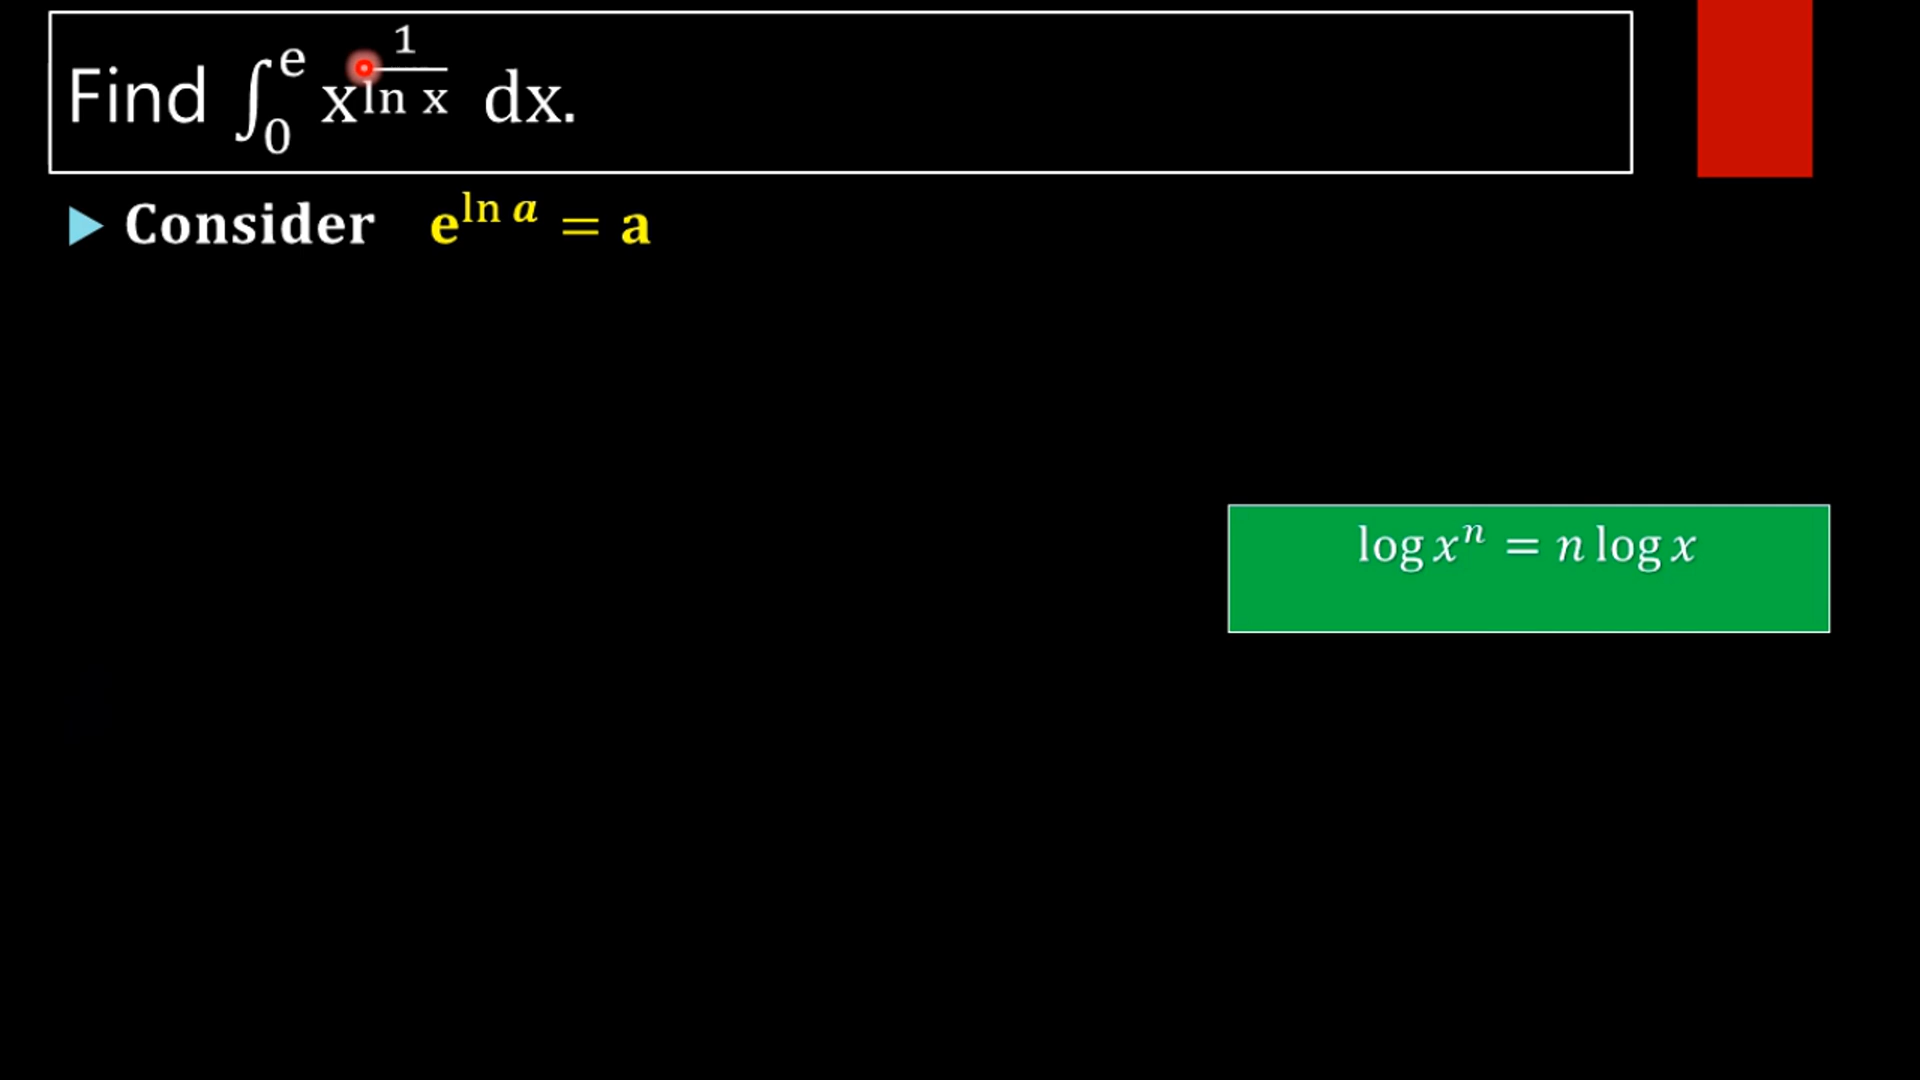 Find ∫₀ᵉ x^(1/ln x) dx.
Consider e^(ln a) = a
log xⁿ = n log x